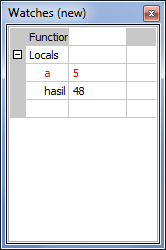 Watches (new)
Function
Locals
a 5
hasil 48